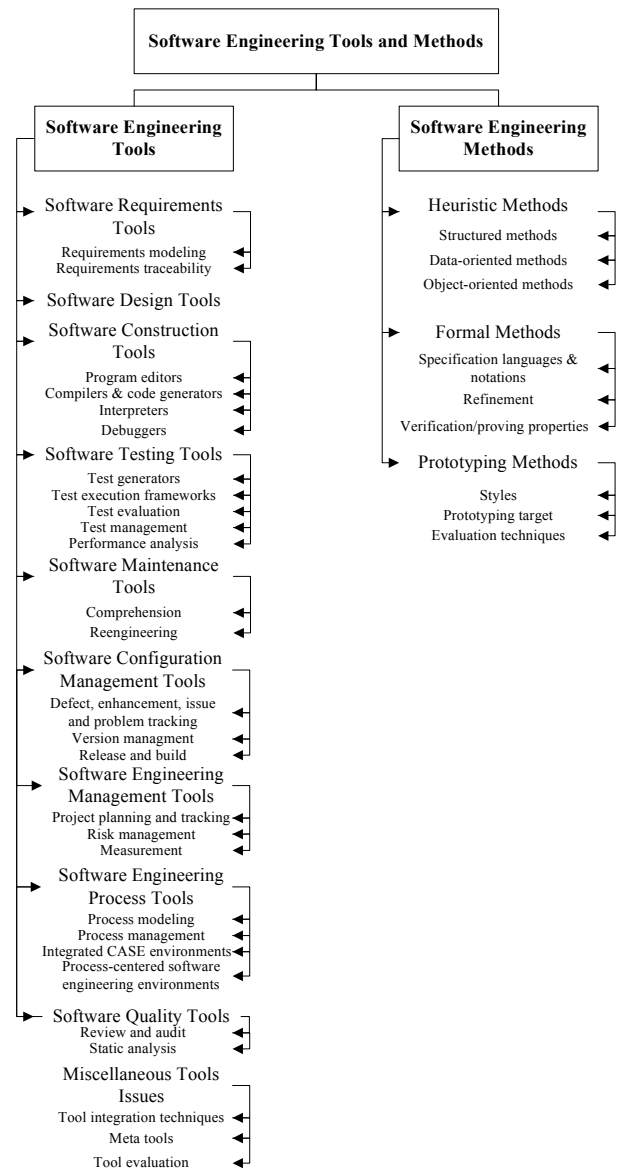 Software Engineering Tools and Methods
Software Engineering
Tools
Software Requirements
Tools
Requirements modeling
Requirements traceability
Software Design Tools
Software Construction
Tools
Program editors
Compilers & code generators
Interpreters
Debuggers
Software Testing Tools
Test generators
Test execution frameworks
Test evaluation
Test management
Performance analysis
Software Maintenance
Tools
Comprehension
Reengineering
Software Configuration
Management Tools
Defect, enhancement, issue
and problem tracking
Version managment
Release and build
Software Engineering
Management Tools
Project planning and tracking
Risk management
Measurement
Software Engineering
Process Tools
Process modeling
Process management
Integrated CASE environments
Process-centered software
engineering environments
Software Quality Tools
Review and audit
Static analysis
Miscellaneous Tools
Issues
Tool integration techniques
Meta tools
Tool evaluation
Software Engineering
Methods
Heuristic Methods
Structured methods
Data-oriented methods
Object-oriented methods
Formal Methods
Specification languages &
notations
Refinement
Verification/proving properties
Prototyping Methods
Styles
Prototyping target
Evaluation techniques